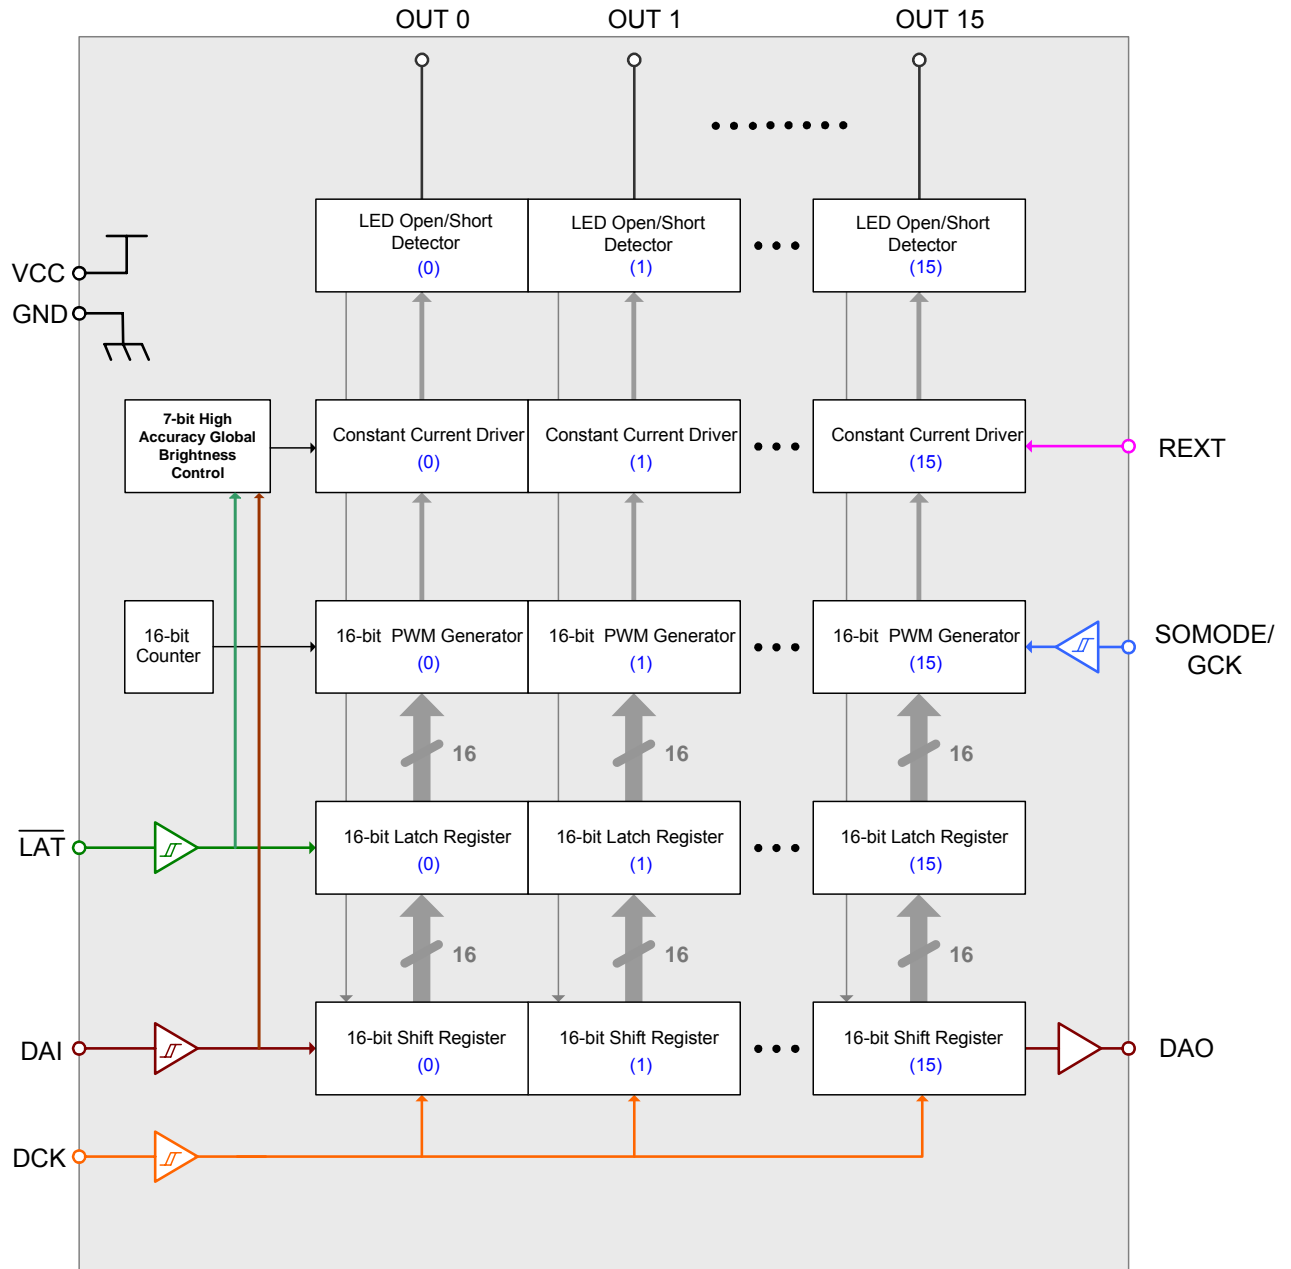 OUT 0
OUT 1
OUT 15
LED Open/Short
Detector
(0)
LED Open/Short
Detector
(1)
LED Open/Short
Detector
(15)
VCC
GND
7-bit High
Accuracy Global
Brightness
Control
Constant Current Driver
(0)
Constant Current Driver
(1)
Constant Current Driver
(15)
REXT
16-bit
Counter
16-bit PWM Generator
(0)
16-bit PWM Generator
(1)
16-bit PWM Generator
(15)
SOMODE/
GCK
16
16
16
LAT
16-bit Latch Register
(0)
16-bit Latch Register
(1)
16-bit Latch Register
(15)
16
16
16
DAI
16-bit Shift Register
(0)
16-bit Shift Register
(1)
16-bit Shift Register
(15)
DAO
DCK